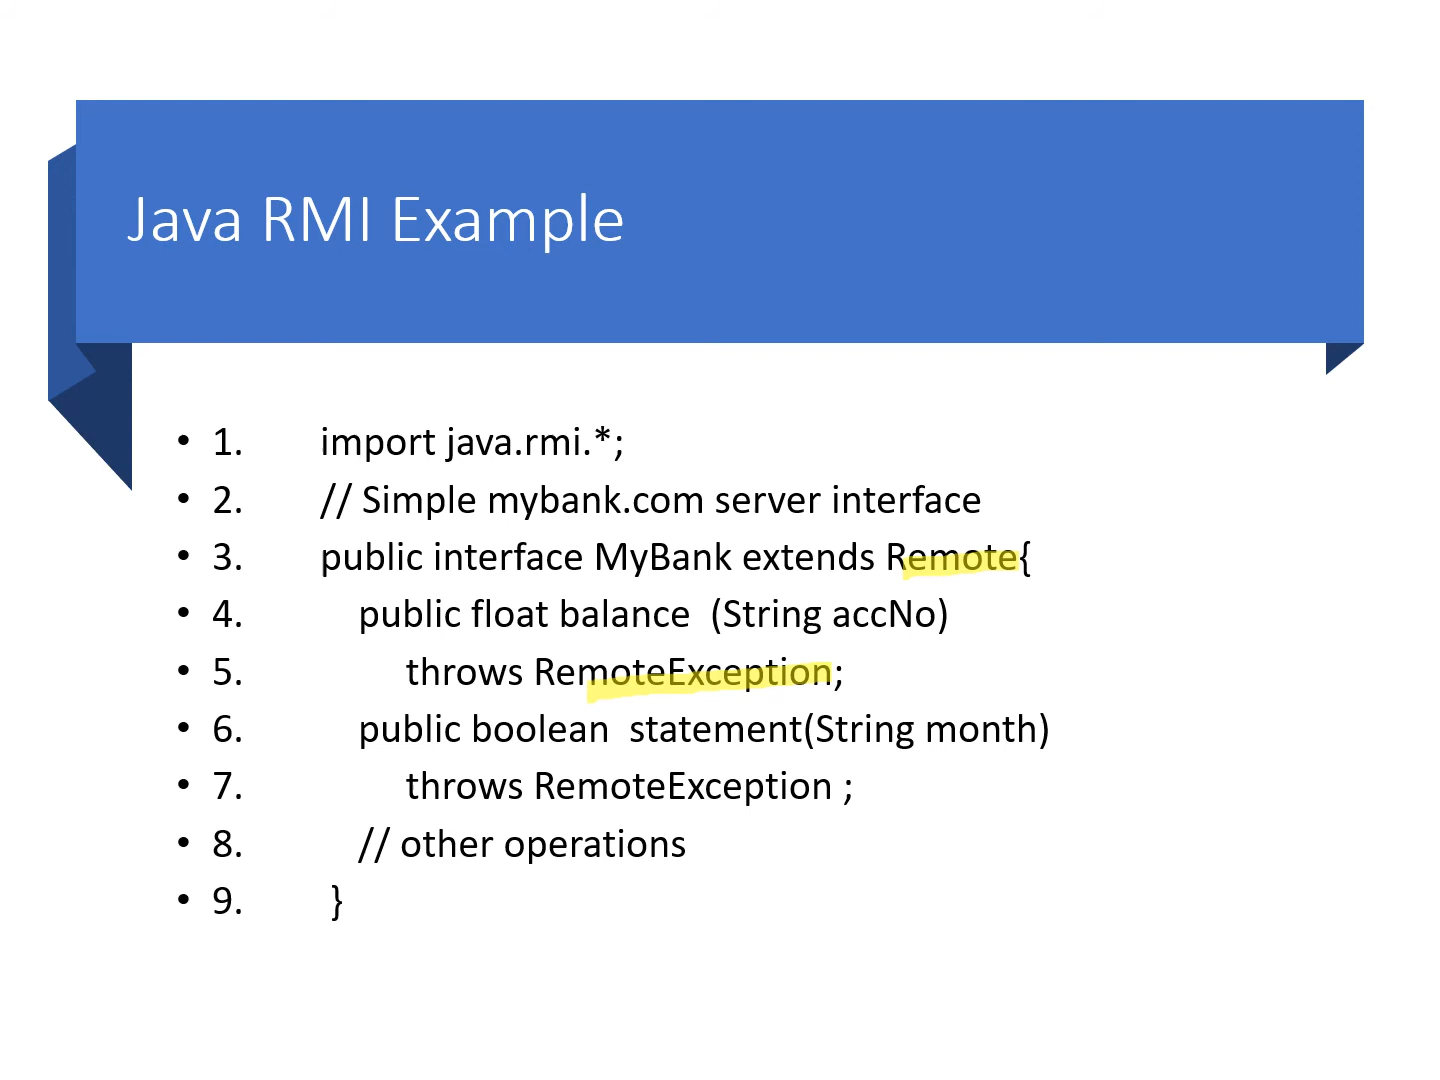 Java RMI Example
• 1. import java.rmi.*;
• 2. // Simple mybank.com server interface
• 3. public interface MyBank extends Remote{
• 4. public float balance (String accNo)
• 5. throws RemoteException;
• 6. public boolean statement(String month)
• 7. throws RemoteException ;
• 8. // other operations
• 9. }